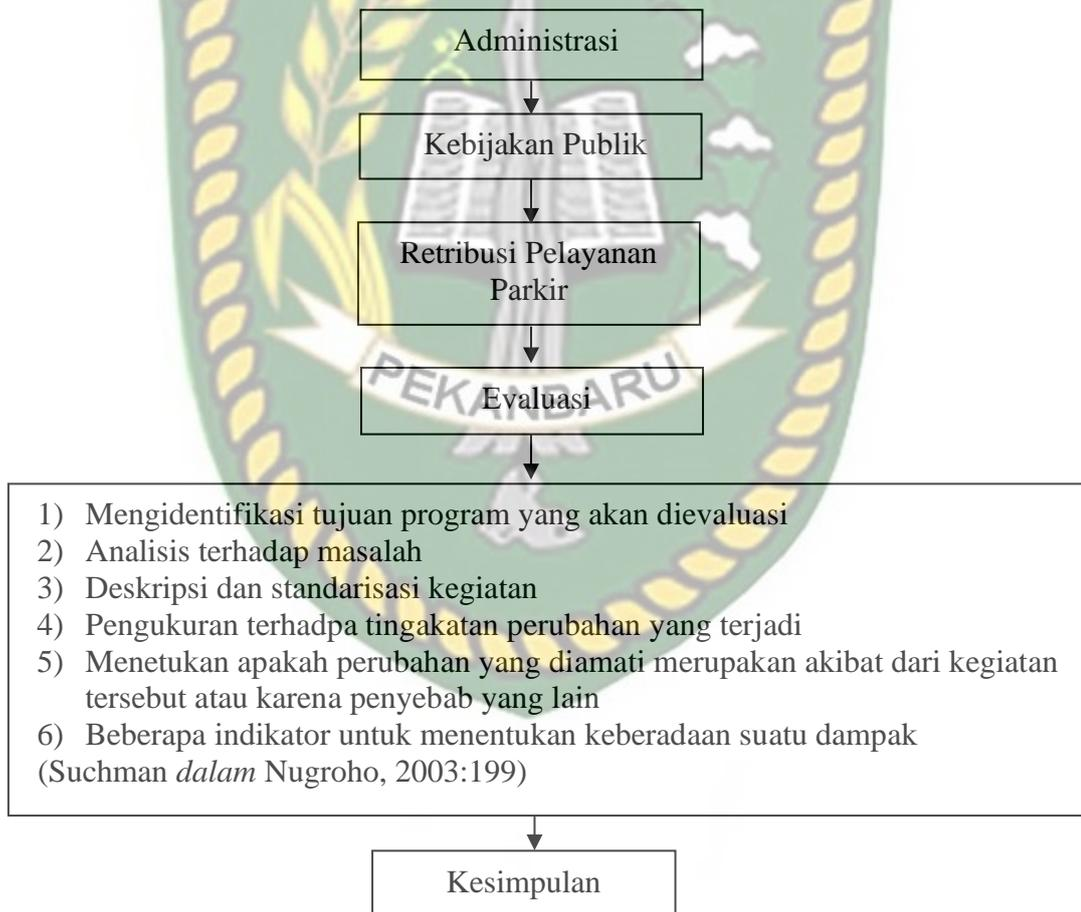 Administrasi
Kebijakan Publik
Retribusi Pelayanan
Parkir
PEKANBARU
Evaluasi
1) Mengidentifikasi tujuan program yang akan dievaluasi
2) Analisis terhadap masalah
3) Deskripsi dan standarisasi kegiatan
4) Pengukuran terhadpa tingakatan perubahan yang terjadi
5) Menetukan apakah perubahan yang diamati merupakan akibat dari kegiatan
tersebut atau karena penyebab yang lain
6) Beberapa indikator untuk menentukan keberadaan suatu dampak
(Suchman dalam Nugroho, 2003:199)
Kesimpulan